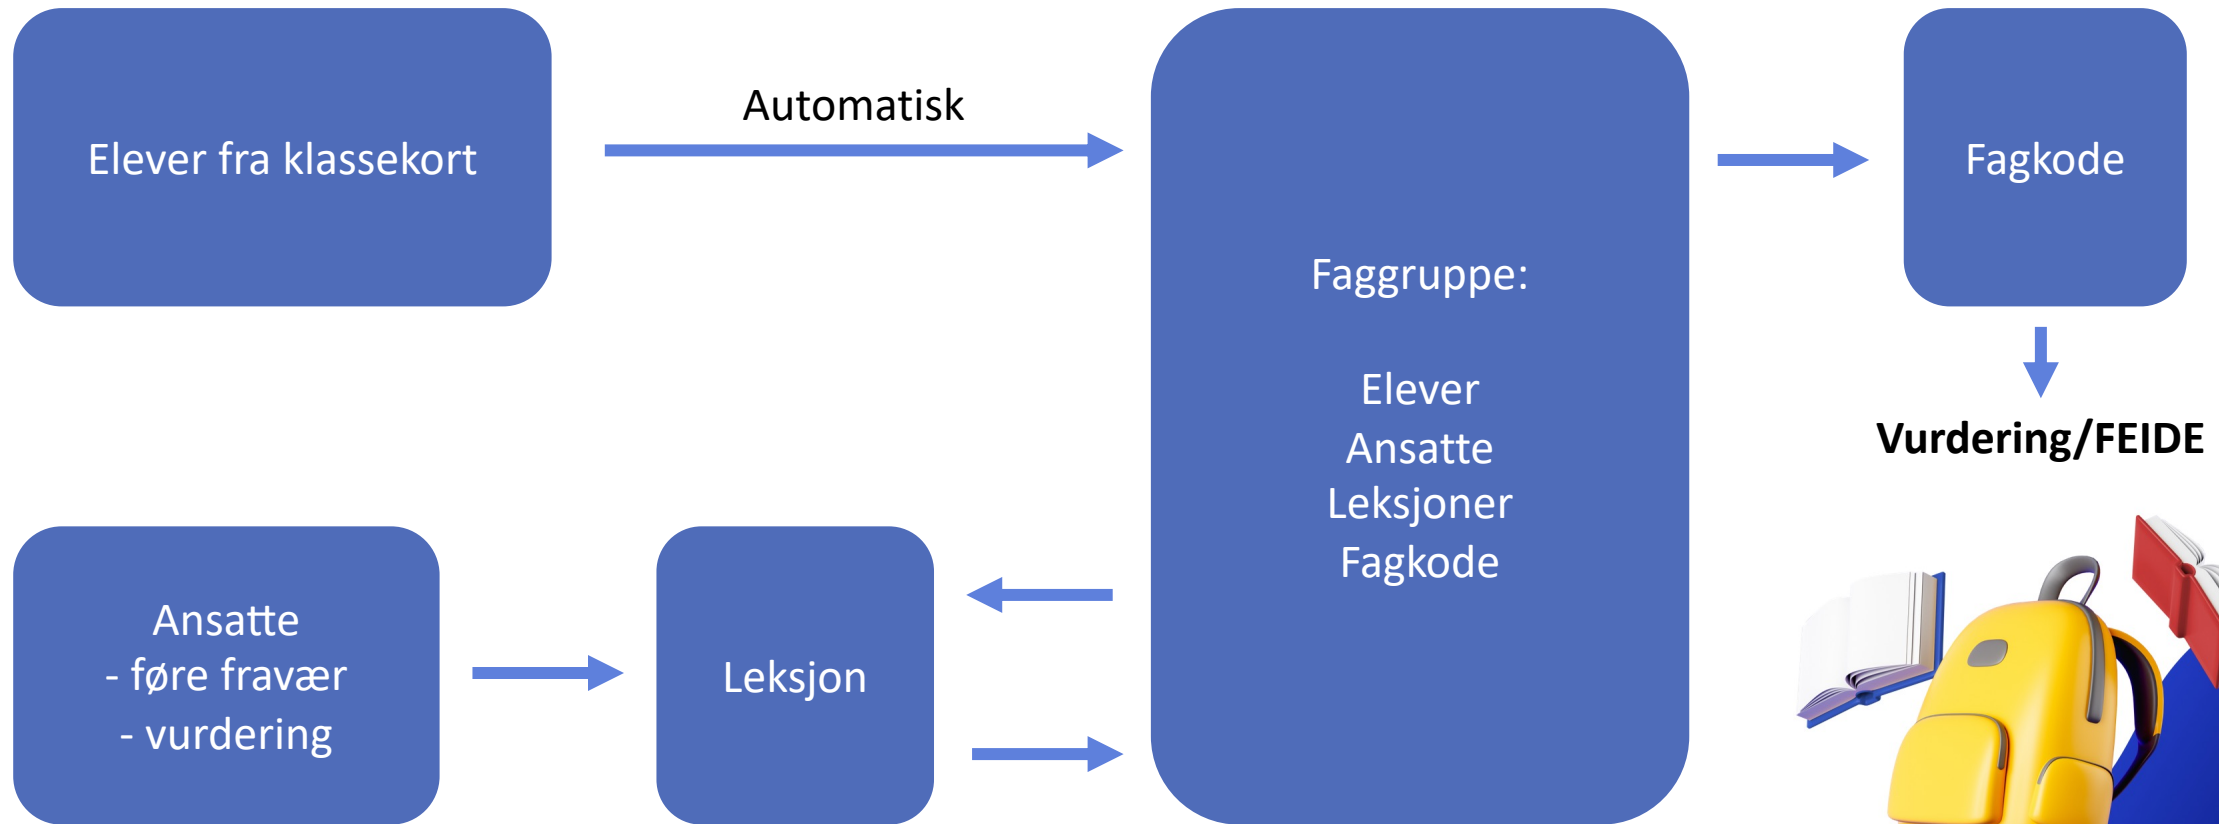 Elever fra klassekort
Automatisk
Faggruppe:
Elever
Ansatte
Leksjoner
Fagkode
Fagkode
Vurdering/FEIDE
Ansatte
- føre fravær
- vurdering
Leksjon